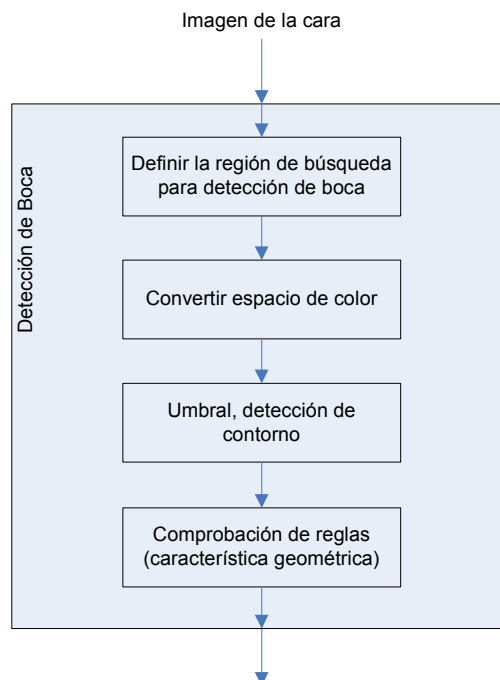 Imagen de la cara
Detección de Boca
Definir la región de búsqueda
para detección de boca
Convertir espacio de color
Umbral, detección de
contorno
Comprobación de reglas
(característica geométrica)